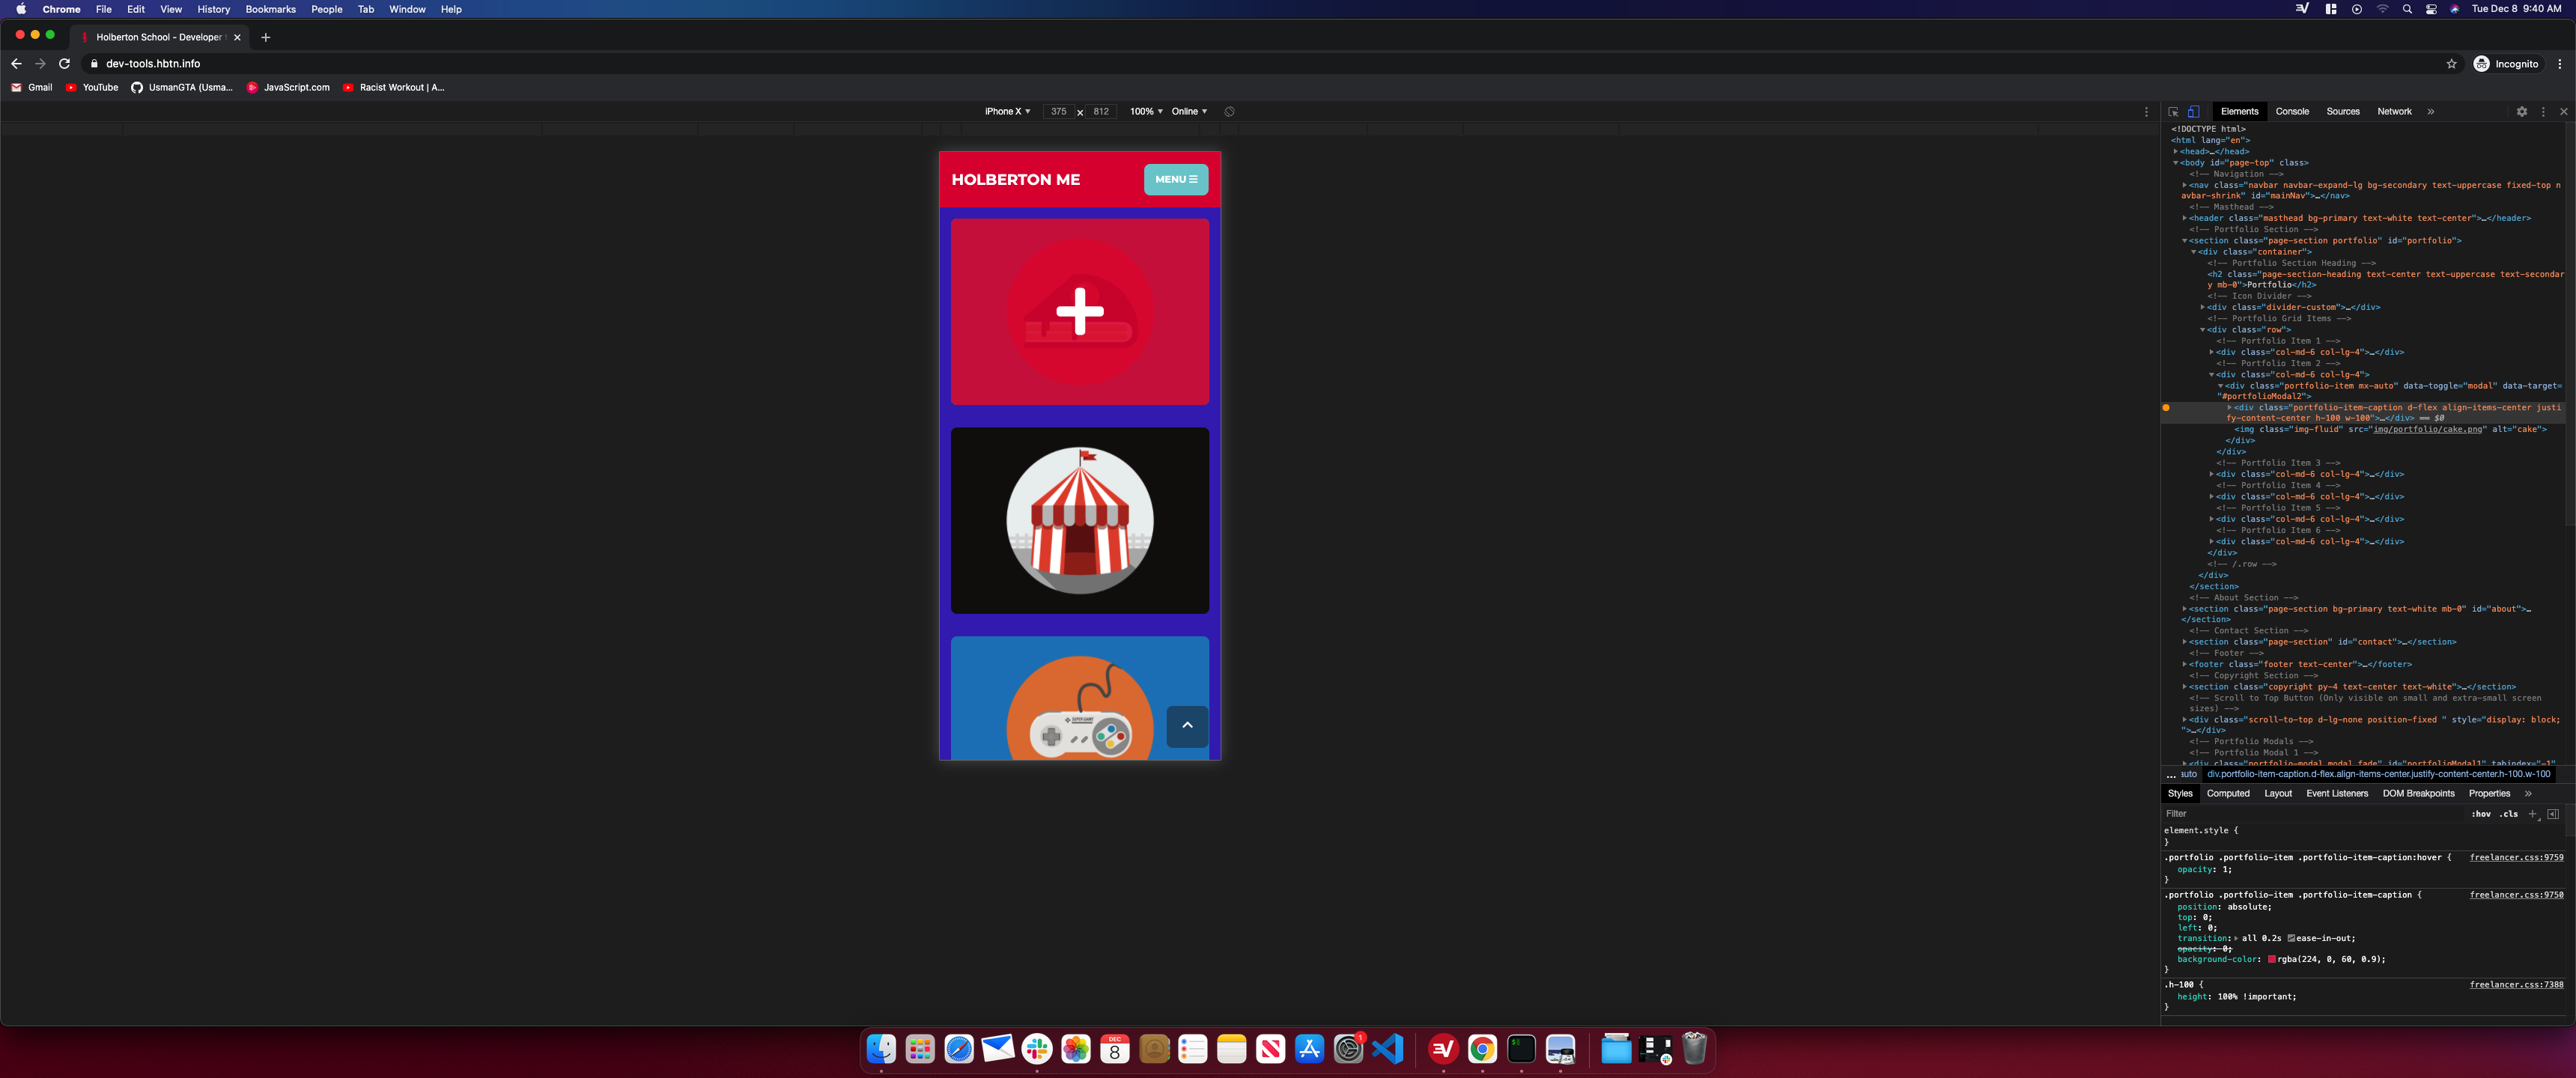 Chrome File Edit View History Bookmarks People Tab Window Help Tue Dec 8 9:40 AM
Holberton School - Developer
dev-tools.hbtn.info Incognito
Gmail YouTube UsmanGTA (Usma... JavaScript.com Racist Workout | A...
iPhone X ▼ 375 x 812 100% ▼ Online ▼
Elements Console Sources Network »
HOLBERTON ME
MENU
SUPER GAME
<!DOCTYPE html>
<html lang="en">
<head>…</head>
<body id="page-top" class>
<!-- Navigation -->
<nav class="navbar navbar-expand-lg bg-secondary text-uppercase fixed-top n
avbar-shrink" id="mainNav">…</nav>
<!-- Masthead -->
<header class="masthead bg-primary text-white text-center">…</header>
<!-- Portfolio Section -->
<section class="page-section portfolio" id="portfolio">
<div class="container">
<!-- Portfolio Section Heading -->
<h2 class="page-section-heading text-center text-uppercase text-secondar
y mb-0">Portfolio</h2>
<!-- Icon Divider -->
<div class="divider-custom">…</div>
<!-- Portfolio Grid Items -->
<div class="row">
<!-- Portfolio Item 1 -->
<div class="col-md-6 col-lg-4">…</div>
<!-- Portfolio Item 2 -->
<div class="col-md-6 col-lg-4">
<div class="portfolio-item mx-auto" data-toggle="modal" data-target=
"#portfolioModal2">
<div class="portfolio-item-caption d-flex align-items-center justi
fy-content-center h-100 w-100">…</div> == $0
<img class="img-fluid" src="img/portfolio/cake.png" alt="cake">
</div>
</div>
<!-- Portfolio Item 3 -->
<div class="col-md-6 col-lg-4">…</div>
<!-- Portfolio Item 4 -->
<div class="col-md-6 col-lg-4">…</div>
<!-- Portfolio Item 5 -->
<div class="col-md-6 col-lg-4">…</div>
<!-- Portfolio Item 6 -->
<div class="col-md-6 col-lg-4">…</div>
</div>
<!-- /.row -->
</div>
</section>
<!-- About Section -->
<section class="page-section bg-primary text-white mb-0" id="about">…
</section>
<!-- Contact Section -->
<section class="page-section" id="contact">…</section>
<!-- Footer -->
<footer class="footer text-center">…</footer>
<!-- Copyright Section -->
<section class="copyright py-4 text-center text-white">…</section>
<!-- Scroll to Top Button (Only visible on small and extra-small screen
sizes) -->
<div class="scroll-to-top d-lg-none position-fixed " style="display: block;
">…</div>
<!-- Portfolio Modals -->
<!-- Portfolio Modal 1 -->
<div class="portfolio-modal modal fade" id="portfolioModal1" tabindex="-1"
... auto div.portfolio-item-caption.d-flex.align-items-center.justify-content-center.h-100.w-100
Styles Computed Layout Event Listeners DOM Breakpoints Properties »
Filter :hov .cls +
element.style {
}
.portfolio .portfolio-item .portfolio-item-caption:hover { freelancer.css:9759
opacity: 1;
}
.portfolio .portfolio-item .portfolio-item-caption { freelancer.css:9750
position: absolute;
top: 0;
left: 0;
transition: all 0.2s ease-in-out;
opacity: 0;
background-color: rgba(224, 0, 60, 0.9);
}
.h-100 { freelancer.css:7388
height: 100% !important;
}
DEC
8
1